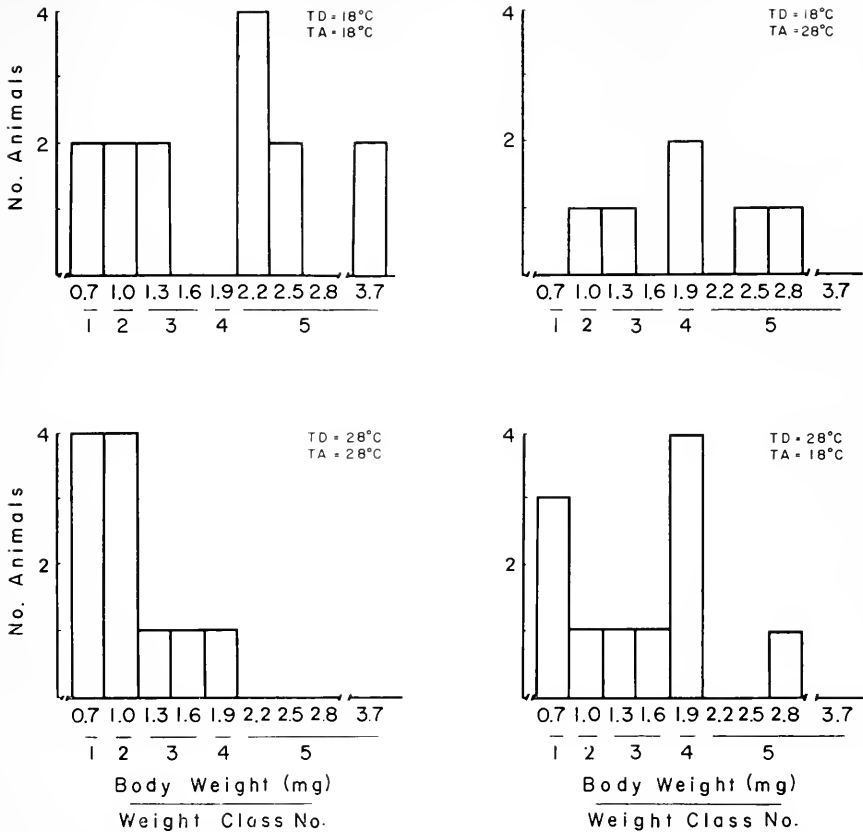 No. Animals
4
2
TD = 18°C
TA = 18°C
0.7 1.0 1.3 1.6 1.9 2.2 2.5 2.8 3.7
1 2 3 4 5
4
2
TD = 18°C
TA = 28°C
0.7 1.0 1.3 1.6 1.9 2.2 2.5 2.8 3.7
1 2 3 4 5
No. Animals
4
2
TD = 28°C
TA = 28°C
0.7 1.0 1.3 1.6 1.9 2.2 2.5 2.8 3.7
1 2 3 4 5
Body Weight (mg)
Weight Class No.
4
2
TD = 28°C
TA = 18°C
0.7 1.0 1.3 1.6 1.9 2.2 2.5 2.8 3.7
1 2 3 4 5
Body Weight (mg)
Weight Class No.